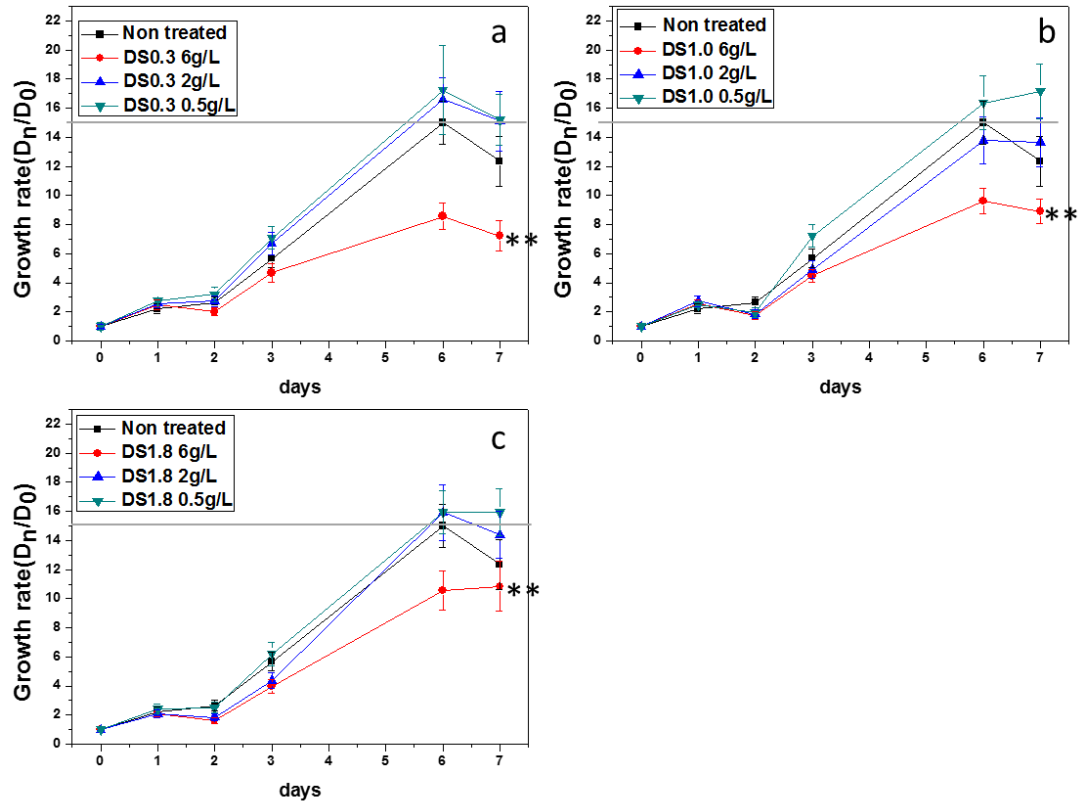 a
Non treated
DS0.3 6g/L
DS0.3 2g/L
DS0.3 0.5g/L
Growth rate(Dn/D0)
22
20
18
16
14
12
10
8
6
4
2
0
**
0 1 2 3 4 5 6 7
days
b
Non treated
DS1.0 6g/L
DS1.0 2g/L
DS1.0 0.5g/L
Growth rate(Dn/D0)
22
20
18
16
14
12
10
8
6
4
2
0
**
0 1 2 3 4 5 6 7
days
c
Non treated
DS1.8 6g/L
DS1.8 2g/L
DS1.8 0.5g/L
Growth rate(Dn/D0)
22
20
18
16
14
12
10
8
6
4
2
0
**
0 1 2 3 4 5 6 7
days